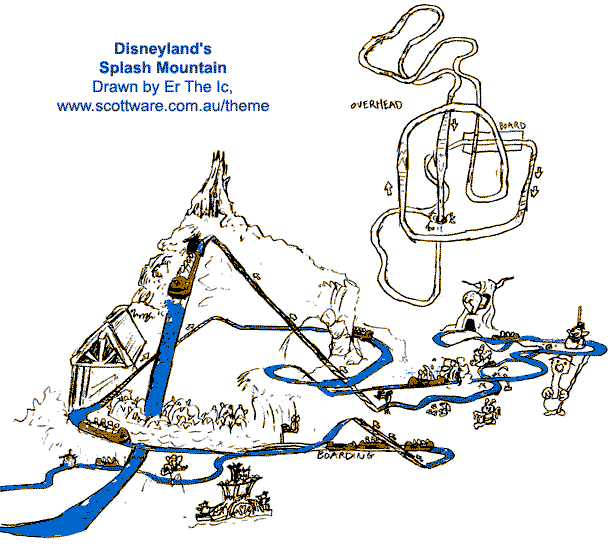 Disneyland's
Splash Mountain
Drawn by Er The Ic,
www.scottware.com.au/theme
OVERHEAD
BOARD
BOARDING